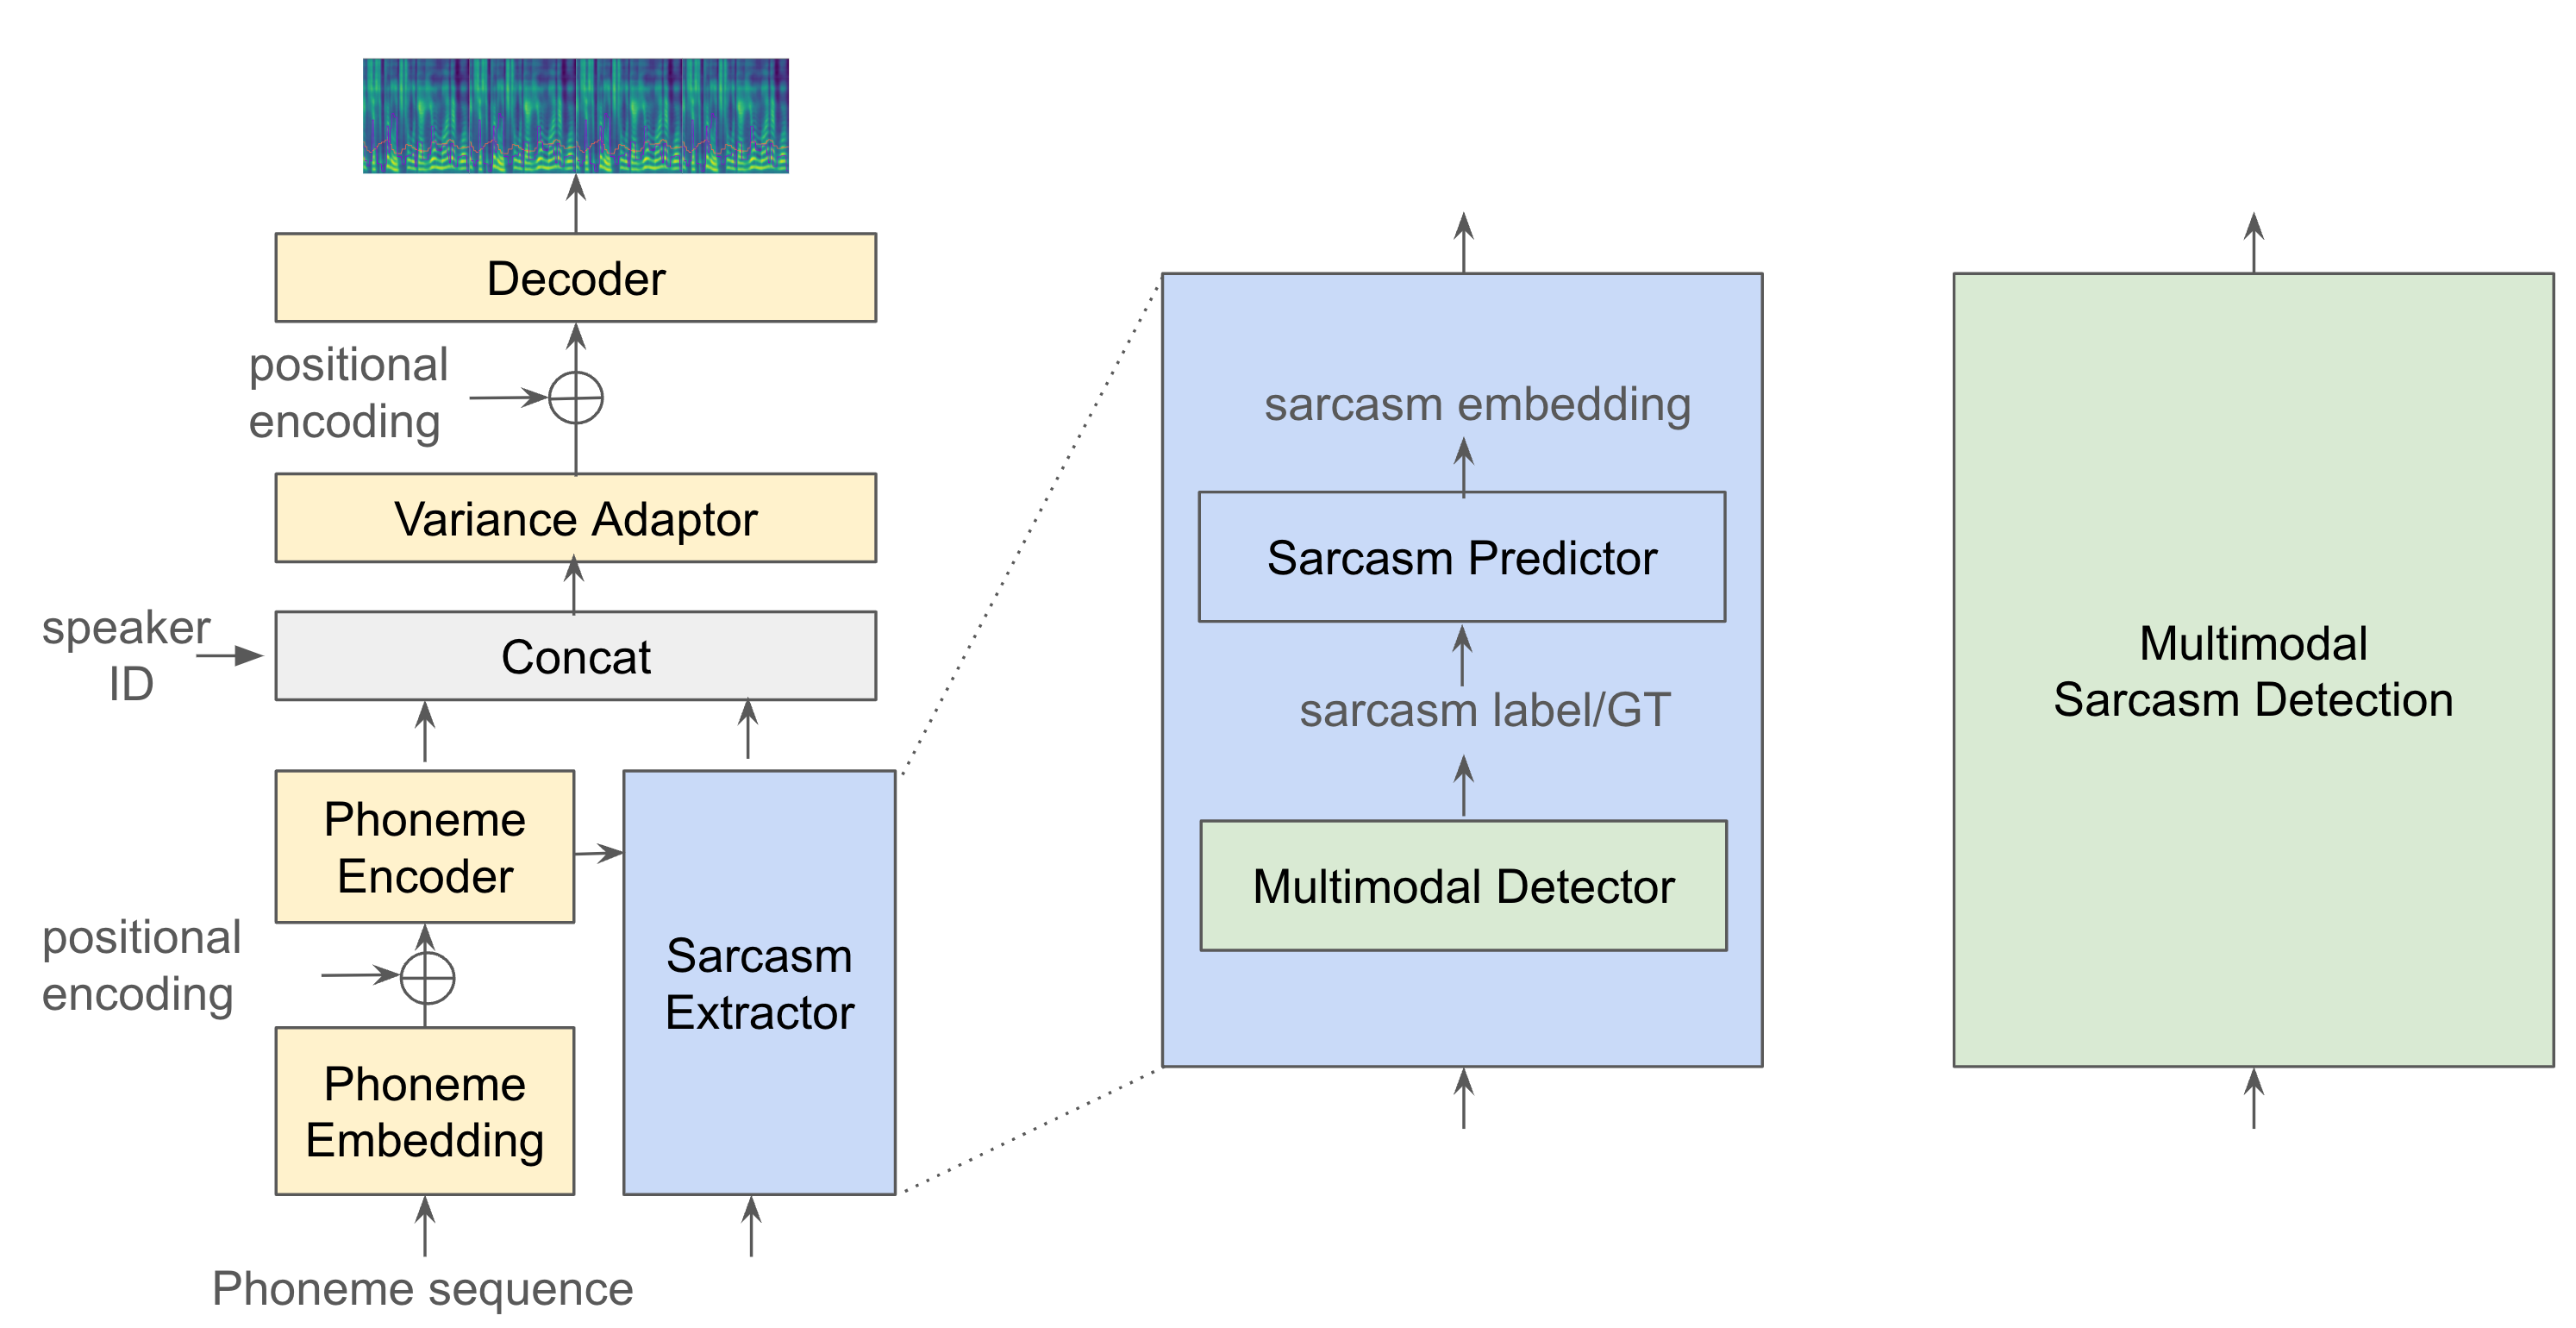 Decoder
positional
encoding
Variance Adaptor
speaker
ID
Concat
Phoneme
Encoder
positional
encoding
Sarcasm
Extractor
Phoneme
Embedding
Phoneme sequence
sarcasm embedding
Sarcasm Predictor
sarcasm label/GT
Multimodal Detector
Multimodal
Sarcasm Detection